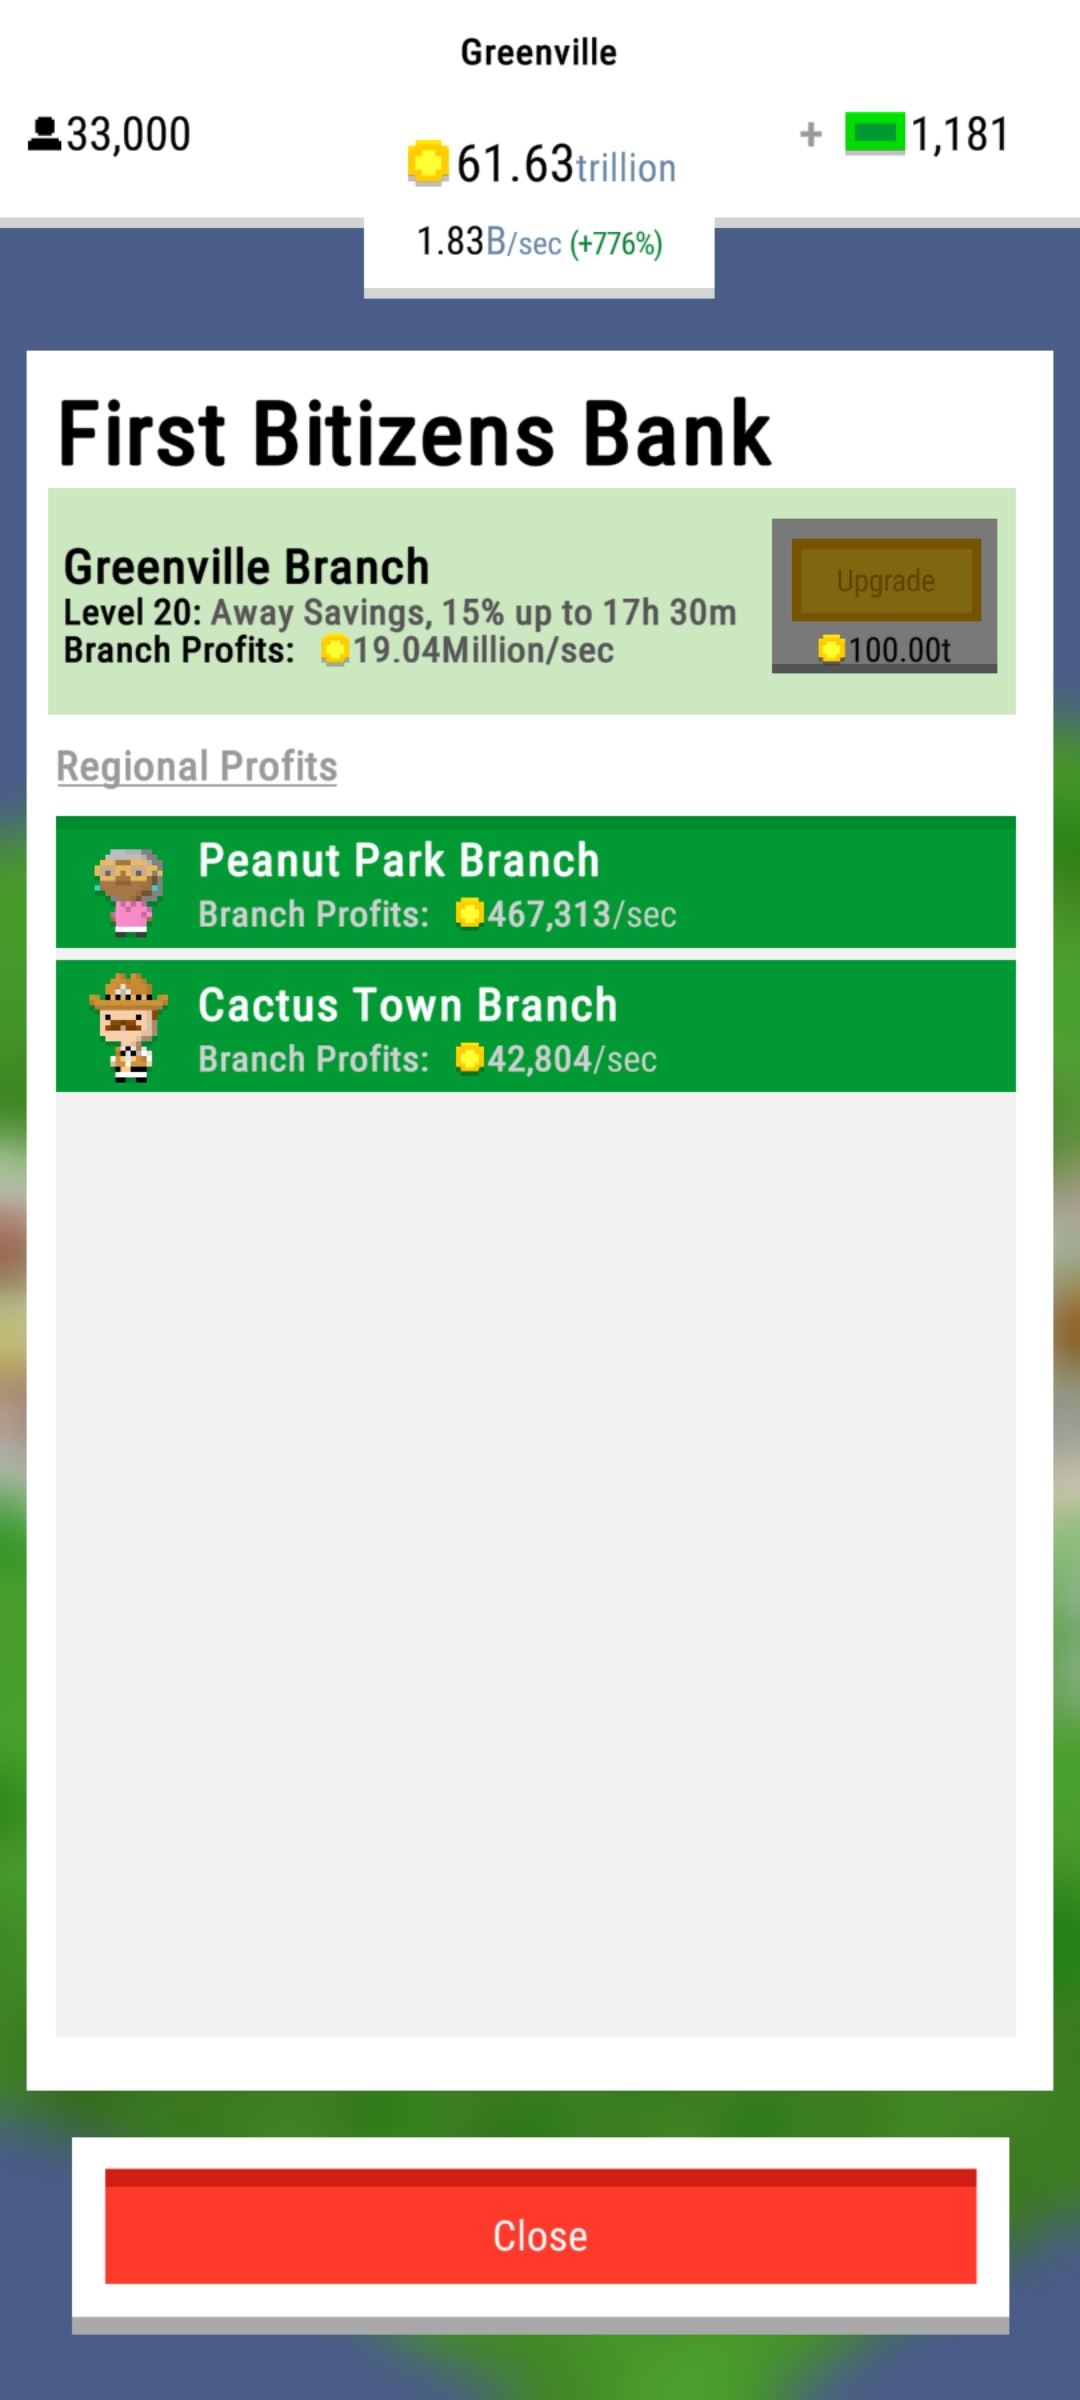 Greenville
33,000
61.63trillion
+ 1,181
1.83B/sec (+776%)
First Bitizens Bank
Greenville Branch
Level 20: Away Savings, 15% up to 17h 30m
Branch Profits: 19.04Million/sec
Upgrade
100.00t
Regional Profits
Peanut Park Branch
Branch Profits: 467,313/sec
Cactus Town Branch
Branch Profits: 42,804/sec
Close